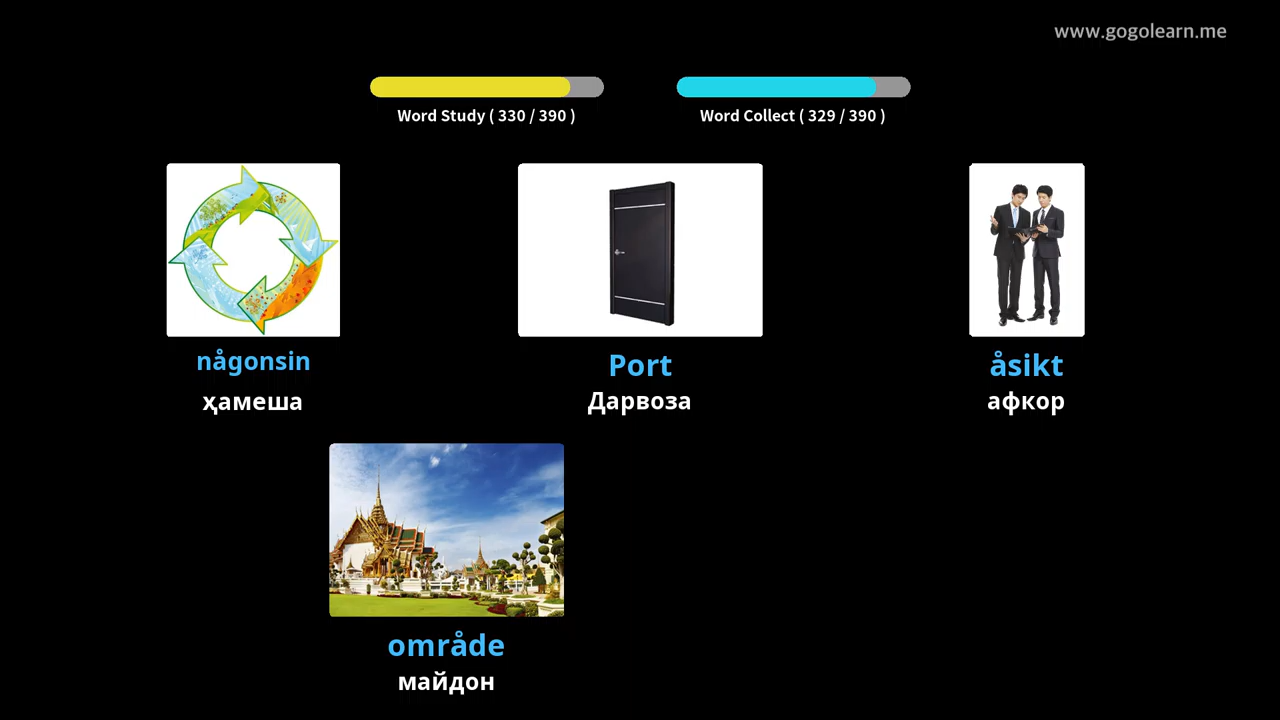 www.gogolearn.me
Word Study ( 330 / 390 )
Word Collect ( 329 / 390 )
någonsin
ҳамеша
Port
Дарвоза
åsikt
афкор
område
майдон